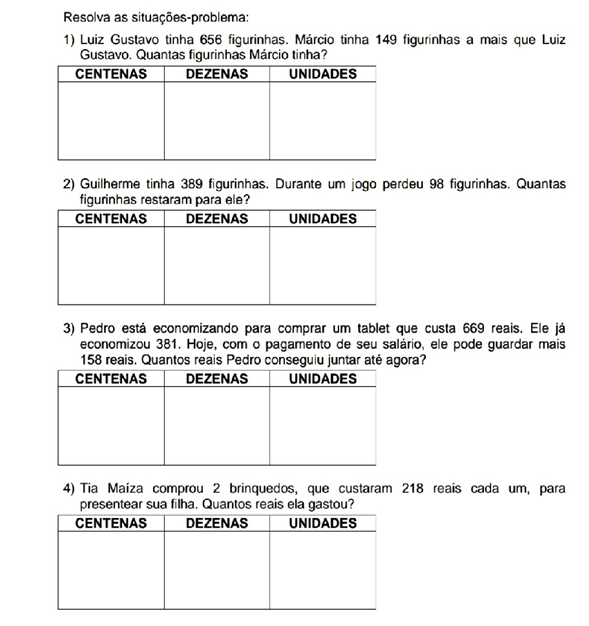 Resolva as situações-problema:
1) Luiz Gustavo tinha 656 figurinhas. Márcio tinha 149 figurinhas a mais que Luiz
Gustavo. Quantas figurinhas Márcio tinha?
CENTENAS DEZENAS UNIDADES
2) Guilherme tinha 389 figurinhas. Durante um jogo perdeu 98 figurinhas. Quantas
figurinhas restaram para ele?
CENTENAS DEZENAS UNIDADES
3) Pedro está economizando para comprar um tablet que custa 669 reais. Ele já
economizou 381. Hoje, com o pagamento de seu salário, ele pode guardar mais
158 reais. Quantos reais Pedro conseguiu juntar até agora?
CENTENAS DEZENAS UNIDADES
4) Tia Maíza comprou 2 brinquedos, que custaram 218 reais cada um, para
presentear sua filha. Quantos reais ela gastou?
CENTENAS DEZENAS UNIDADES